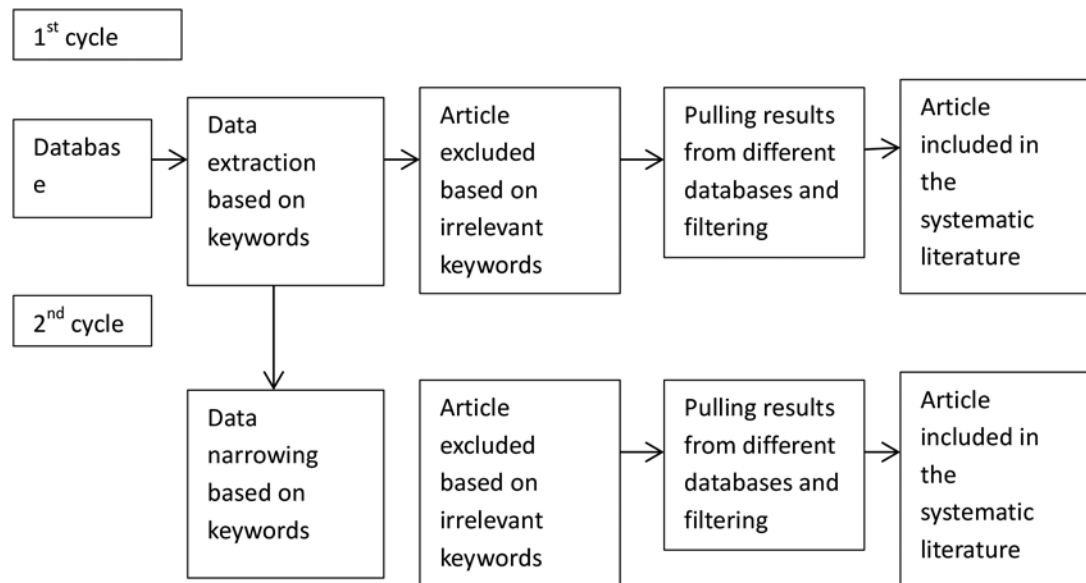 1st cycle
Databas
e
Data
extraction
based on
keywords
Article
excluded
based on
irrelevant
keywords
Pulling results
from different
databases and
filtering
Article
included in
the
systematic
literature
2nd cycle
Data
narrowing
based on
keywords
Article
excluded
based on
irrelevant
keywords
Pulling results
from different
databases and
filtering
Article
included in
the
systematic
literature